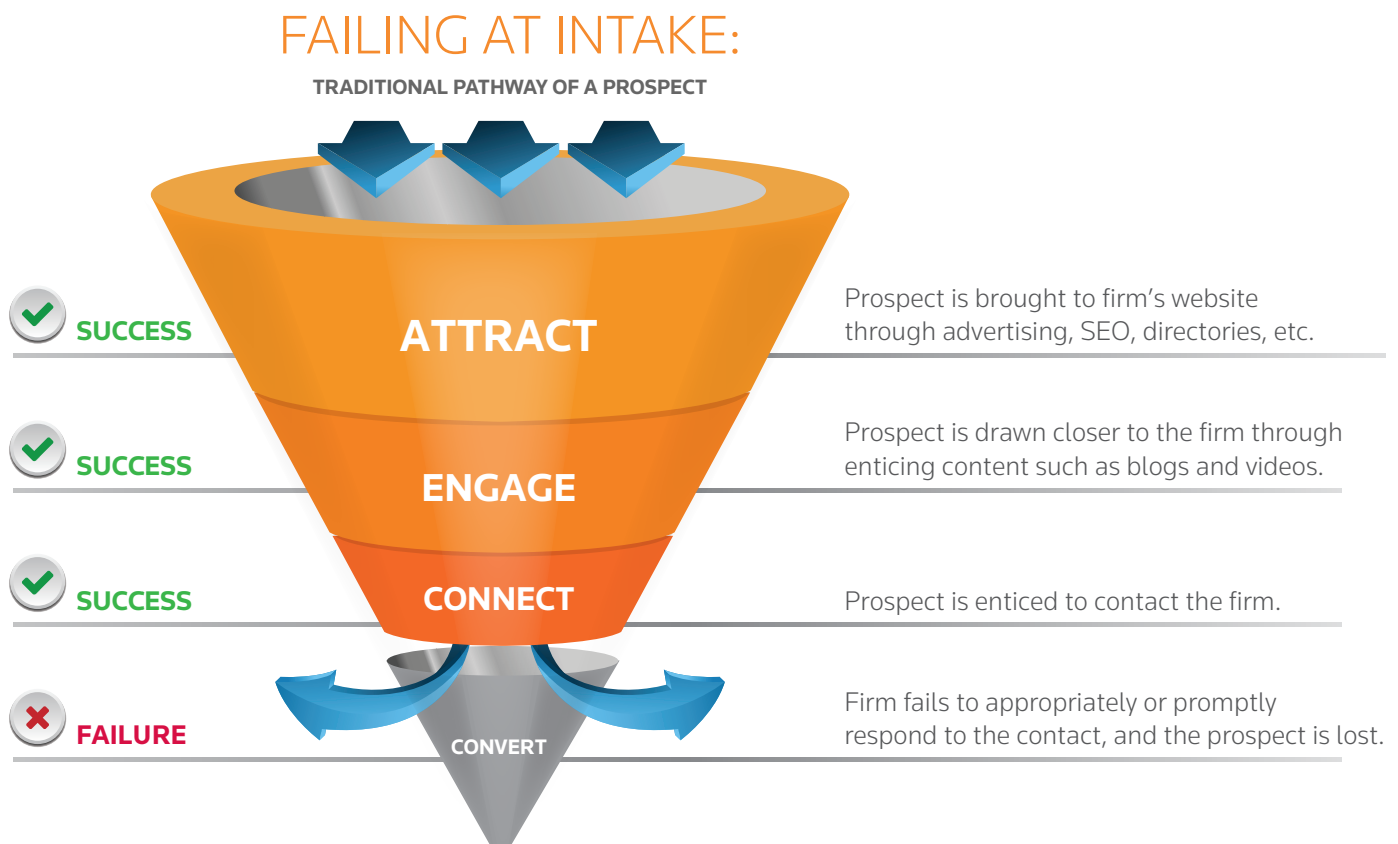 FAILING AT INTAKE:
TRADITIONAL PATHWAY OF A PROSPECT
SUCCESS
ATTRACT
Prospect is brought to firm’s website
through advertising, SEO, directories, etc.
SUCCESS
ENGAGE
Prospect is drawn closer to the firm through
enticing content such as blogs and videos.
SUCCESS
CONNECT
Prospect is enticed to contact the firm.
FAILURE
CONVERT
Firm fails to appropriately or promptly
respond to the contact, and the prospect is lost.